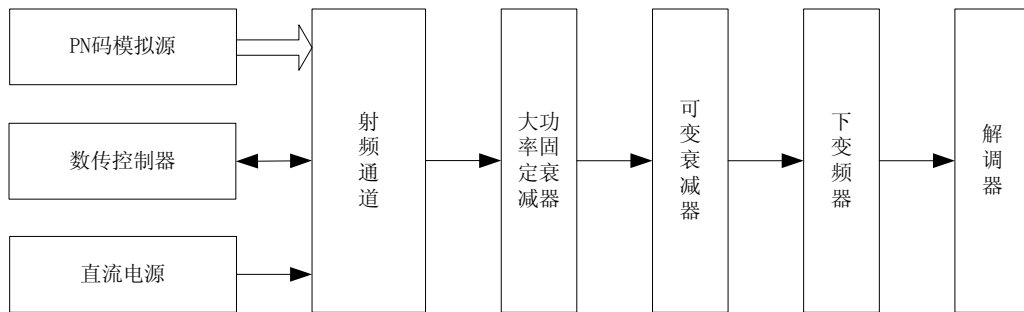 PN码模拟源
数传控制器
直流电源
射
频
通
道
大功
率固
定衰
减器
可
变
衰
减
器
下
变
频
器
解
调
器